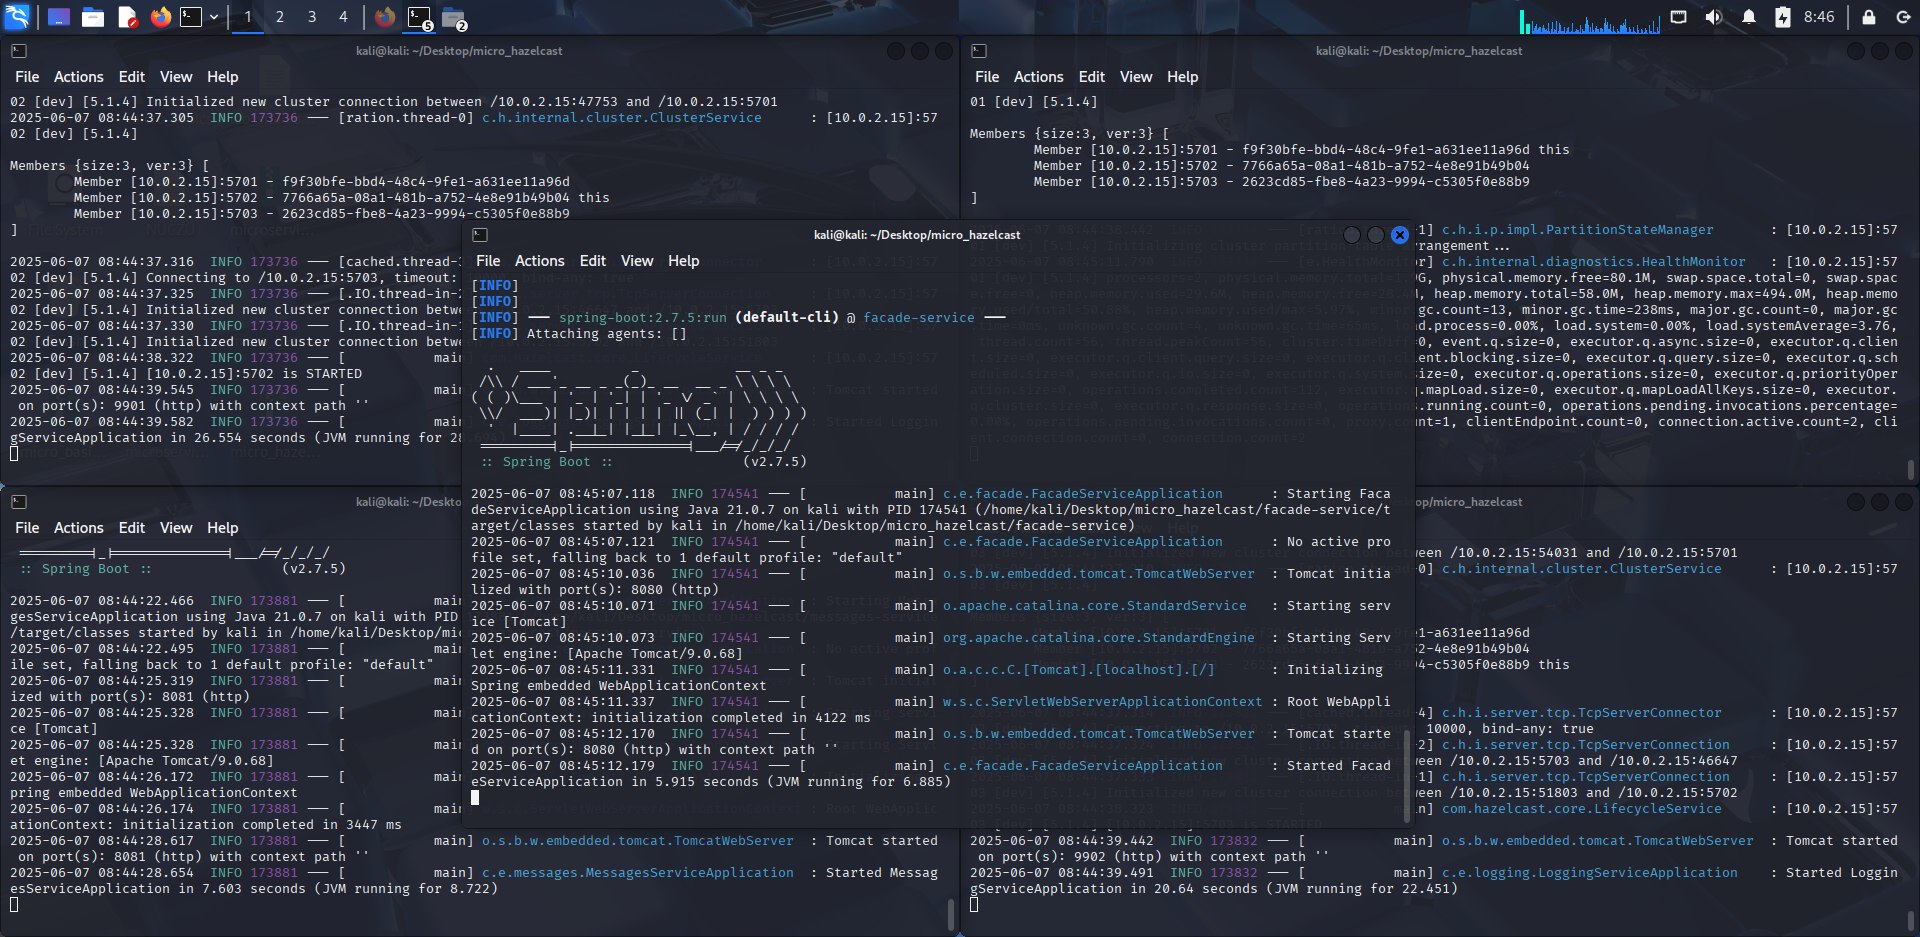 1 2 3 4 5 2 8:46
kali@kali: ~/Desktop/micro_hazelcast
File Actions Edit View Help
02 [dev] [5.1.4] Initialized new cluster connection between /10.0.2.15:47753 and /10.0.2.15:5701
2025-06-07 08:44:37.305 INFO 173736 — [ration.thread-0] c.h.internal.cluster.ClusterService : [10.0.2.15]:57
02 [dev] [5.1.4]
Members {size:3, ver:3} [
Member [10.0.2.15]:5701 - f9f30bfe-bbd4-48c4-9fe1-a631ee11a96d
Member [10.0.2.15]:5702 - 7766a65a-08a1-481b-a752-4e8e91b49b04 this
Member [10.0.2.15]:5703 - 2623cd85-fbe8-4a23-9994-c5305f0e88b9
]
2025-06-07 08:44:37.316 INFO 173736 — [cached.thread-
02 [dev] [5.1.4] Connecting to /10.0.2.15:5703, timeout:
2025-06-07 08:44:37.325 INFO 173736 — [.IO.thread-in-
02 [dev] [5.1.4] Initialized new cluster connection betwe
2025-06-07 08:44:37.330 INFO 173736 — [.IO.thread-in-
02 [dev] [5.1.4] Initialized new cluster connection betwe
2025-06-07 08:44:38.322 INFO 173736 — [ main
02 [dev] [5.1.4] [10.0.2.15]:5702 is STARTED
2025-06-07 08:44:39.545 INFO 173736 — [ main
on port(s): 9901 (http) with context path ''
2025-06-07 08:44:39.582 INFO 173736 — [ main
gServiceApplication in 26.554 seconds (JVM running for 2
kali@kali: ~/Desktop/micro_hazelcast
File Actions Edit View Help
01 [dev] [5.1.4]
Members {size:3, ver:3} [
Member [10.0.2.15]:5701 - f9f30bfe-bbd4-48c4-9fe1-a631ee11a96d this
Member [10.0.2.15]:5702 - 7766a65a-08a1-481b-a752-4e8e91b49b04
Member [10.0.2.15]:5703 - 2623cd85-fbe8-4a23-9994-c5305f0e88b9
]
-1] c.h.i.p.impl.PartitionStateManager : [10.0.2.15]:57
rrangement...
r] c.h.internal.diagnostics.HealthMonitor : [10.0.2.15]:57
G, physical.memory.free=80.1M, swap.space.total=0, swap.spac
, heap.memory.total=58.0M, heap.memory.max=494.0M, heap.memo
nor.gc.count=13, minor.gc.time=238ms, major.gc.count=0, major.gc
oad.process=0.00%, load.system=0.00%, load.systemAverage=3.76,
=0, event.q.size=0, executor.q.async.size=0, executor.q.clien
ent.blocking.size=0, executor.q.query.size=0, executor.q.sch
size=0, executor.q.operations.size=0, executor.q.priorityOper
q.mapLoad.size=0, executor.q.mapLoadAllKeys.size=0, executor.
.running.count=0, operations.pending.invocations.percentage=
ount=1, clientEndpoint.count=0, connection.active.count=2, cli
kali@kali: ~/Desktop/micro_hazelcast
File Actions Edit View Help
[INFO]
[INFO]
[INFO] — spring-boot:2.7.5:run (default-cli) @ facade-service —
[INFO] Attaching agents: []
:: Spring Boot :: (v2.7.5)
2025-06-07 08:45:07.118 INFO 174541 — [ main] c.e.facade.FacadeServiceApplication : Starting Faca
deServiceApplication using Java 21.0.7 on kali with PID 174541 (/home/kali/Desktop/micro_hazelcast/facade-service/t
arget/classes started by kali in /home/kali/Desktop/micro_hazelcast/facade-service)
2025-06-07 08:45:07.121 INFO 174541 — [ main] c.e.facade.FacadeServiceApplication : No active pro
file set, falling back to 1 default profile: "default"
2025-06-07 08:45:10.036 INFO 174541 — [ main] o.s.b.w.embedded.tomcat.TomcatWebServer : Tomcat initia
lized with port(s): 8080 (http)
2025-06-07 08:45:10.071 INFO 174541 — [ main] o.apache.catalina.core.StandardService : Starting serv
ice [Tomcat]
2025-06-07 08:45:10.073 INFO 174541 — [ main] org.apache.catalina.core.StandardEngine : Starting Serv
let engine: [Apache Tomcat/9.0.68]
2025-06-07 08:45:11.331 INFO 174541 — [ main] o.a.c.c.C.[Tomcat].[localhost].[/] : Initializing
Spring embedded WebApplicationContext
2025-06-07 08:45:11.337 INFO 174541 — [ main] w.s.c.ServletWebServerApplicationContext : Root WebAppli
cationContext: initialization completed in 4122 ms
2025-06-07 08:45:12.170 INFO 174541 — [ main] o.s.b.w.embedded.tomcat.TomcatWebServer : Tomcat starte
d on port(s): 8080 (http) with context path ''
2025-06-07 08:45:12.179 INFO 174541 — [ main] c.e.facade.FacadeServiceApplication : Started Facad
eServiceApplication in 5.915 seconds (JVM running for 6.885)
kali@kali: ~/Deskto
File Actions Edit View Help
:: Spring Boot :: (v2.7.5)
2025-06-07 08:44:22.466 INFO 173881 — [ main
gesServiceApplication using Java 21.0.7 on kali with PID
/target/classes started by kali in /home/kali/Desktop/mic
2025-06-07 08:44:22.495 INFO 173881 — [ main
ile set, falling back to 1 default profile: "default"
2025-06-07 08:44:25.319 INFO 173881 — [ main
ized with port(s): 8081 (http)
2025-06-07 08:44:25.328 INFO 173881 — [ main
ce [Tomcat]
2025-06-07 08:44:25.328 INFO 173881 — [ main
et engine: [Apache Tomcat/9.0.68]
2025-06-07 08:44:26.172 INFO 173881 — [ main
pring embedded WebApplicationContext
2025-06-07 08:44:26.174 INFO 173881 — [ main
ationContext: initialization completed in 3447 ms
2025-06-07 08:44:28.617 INFO 173881 — [ main] o.s.b.w.embedded.tomcat.TomcatWebServer : Tomcat started
on port(s): 8081 (http) with context path ''
2025-06-07 08:44:28.654 INFO 173881 — [ main] c.e.messages.MessagesServiceApplication : Started Messag
esServiceApplication in 7.603 seconds (JVM running for 8.722)
/micro_hazelcast
een /10.0.2.15:54031 and /10.0.2.15:5701
-0] c.h.internal.cluster.ClusterService : [10.0.2.15]:57
1-a631ee11a96d
2-4e8e91b49b04
4-c5305f0e88b9 this
-4] c.h.i.server.tcp.TcpServerConnector : [10.0.2.15]:57
10000, bind-any: true
-2] c.h.i.server.tcp.TcpServerConnection : [10.0.2.15]:57
een /10.0.2.15:5703 and /10.0.2.15:46647
-1] c.h.i.server.tcp.TcpServerConnection : [10.0.2.15]:57
een /10.0.2.15:51803 and /10.0.2.15:5702
n] com.hazelcast.core.LifecycleService : [10.0.2.15]:57
2025-06-07 08:44:39.442 INFO 173832 — [ main] o.s.b.w.embedded.tomcat.TomcatWebServer : Tomcat started
on port(s): 9902 (http) with context path ''
2025-06-07 08:44:39.491 INFO 173832 — [ main] c.e.logging.LoggingServiceApplication : Started Loggin
gServiceApplication in 20.64 seconds (JVM running for 22.451)